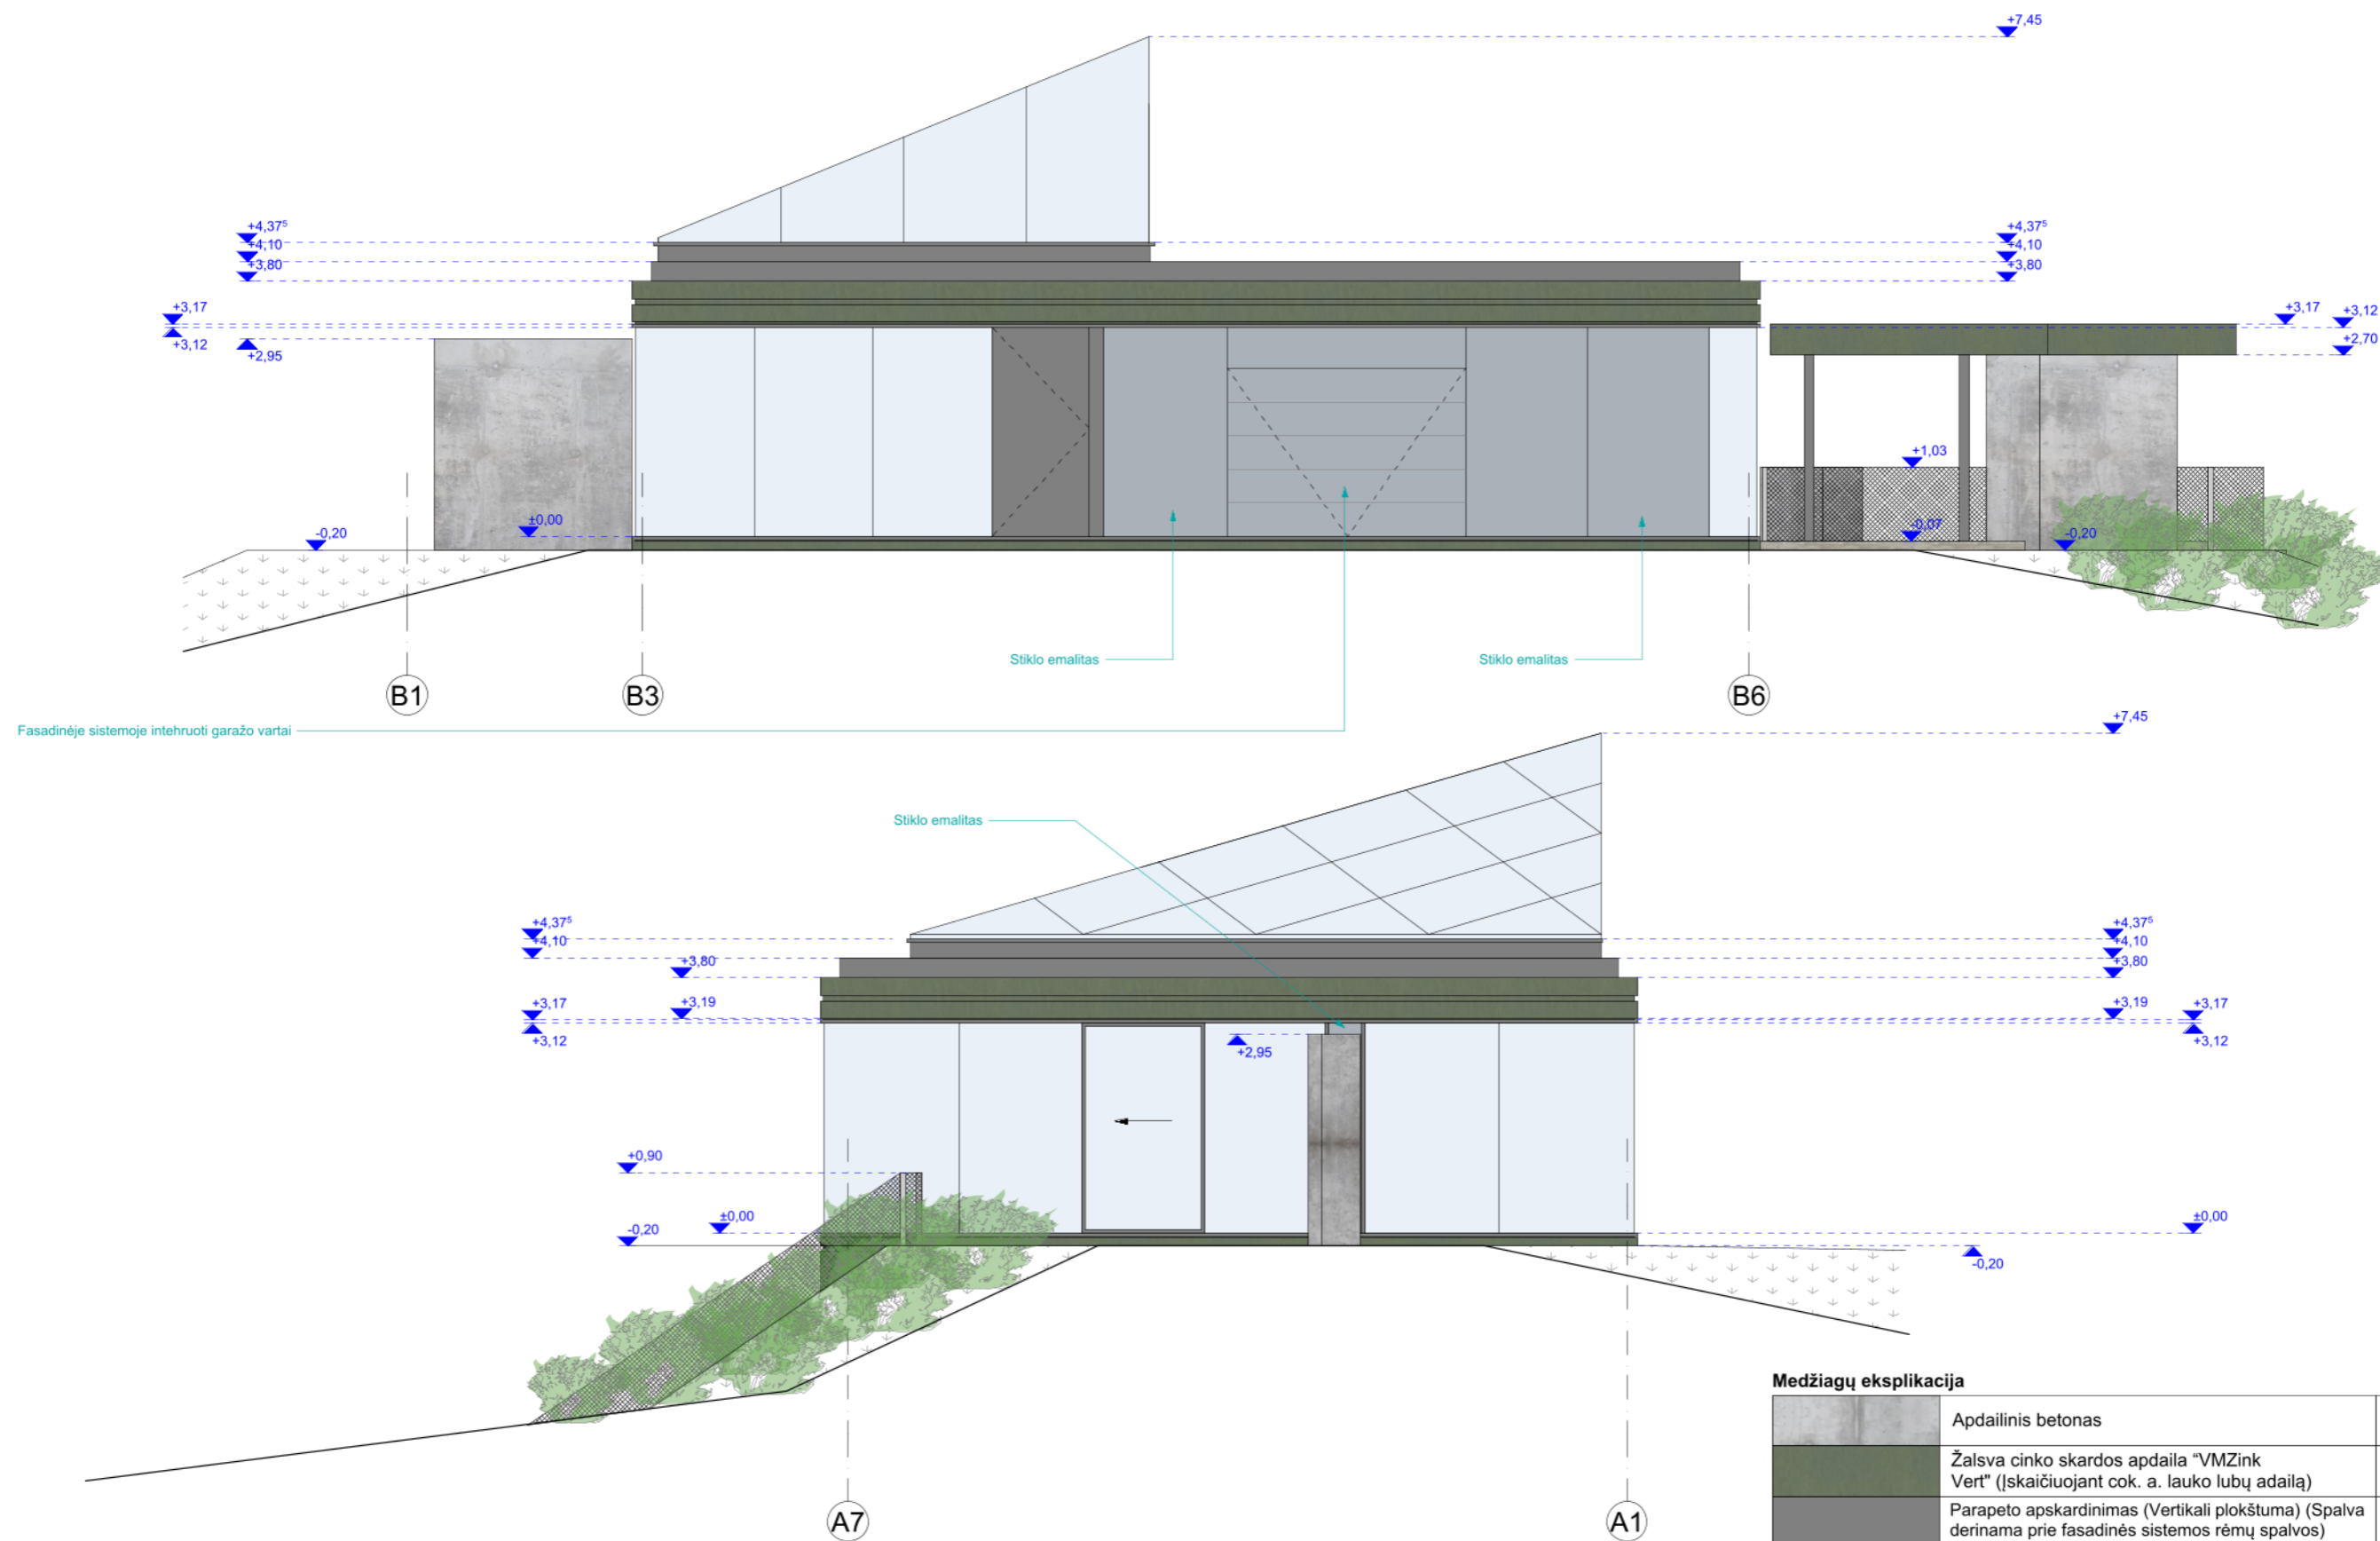 +7,45
+4,37⁵
+4,10
+3,80
+4,37⁵
+4,10
+3,80
+3,17
+3,12
+2,95
+3,17
+3,12
+2,70
+1,03
±0,00
-0,20
-0,07
-0,20
Stiklo emalitas
Stiklo emalitas
B1
B3
B6
Fasadinėje sistemoje intehruoti garažo vartai
+7,45
Stiklo emalitas
+4,37⁵
+4,10
+3,80
+4,37⁵
+4,10
+3,80
+3,17
+3,19
+3,12
+3,19
+3,17
+3,12
+2,95
+0,90
±0,00
-0,20
±0,00
-0,20
A7
A1
Medžiagų eksplikacija
Apdailinis betonas
Žalsva cinko skardos apdaila “VMZink
Vert" (Įskaičiuojant cok. a. lauko lubų adailą)
Parapeto apskardinimas (Vertikali plokštuma) (Spalva
derinama prie fasadinės sistemos rėmų spalvos)